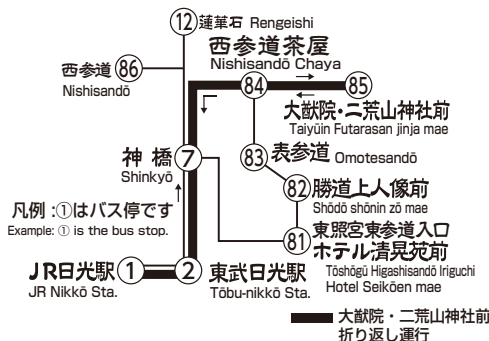 ⑫ 蓮華石 Rengeishi
西参道茶屋
Nishisandō Chaya
西参道 86
Nishisandō
84
85
大猷院・二荒山神社前
Taiyūin Futarasan jinja mae
神橋 ⑦
Shinkyō
83 表参道 Omotesandō
82 勝道上人像前
Shōdō shōnin zō mae
凡例:①はバス停です
Example: ① is the bus stop.
81 東照宮東参道入口
ホテル清晃苑前
Tōshōgū Higashisandō Iriguchi
Hotel Seikōen mae
JR日光駅 ①
JR Nikkō Sta.
② 東武日光駅
Tōbu-nikkō Sta.
大猷院・二荒山神社前
折り返し運行